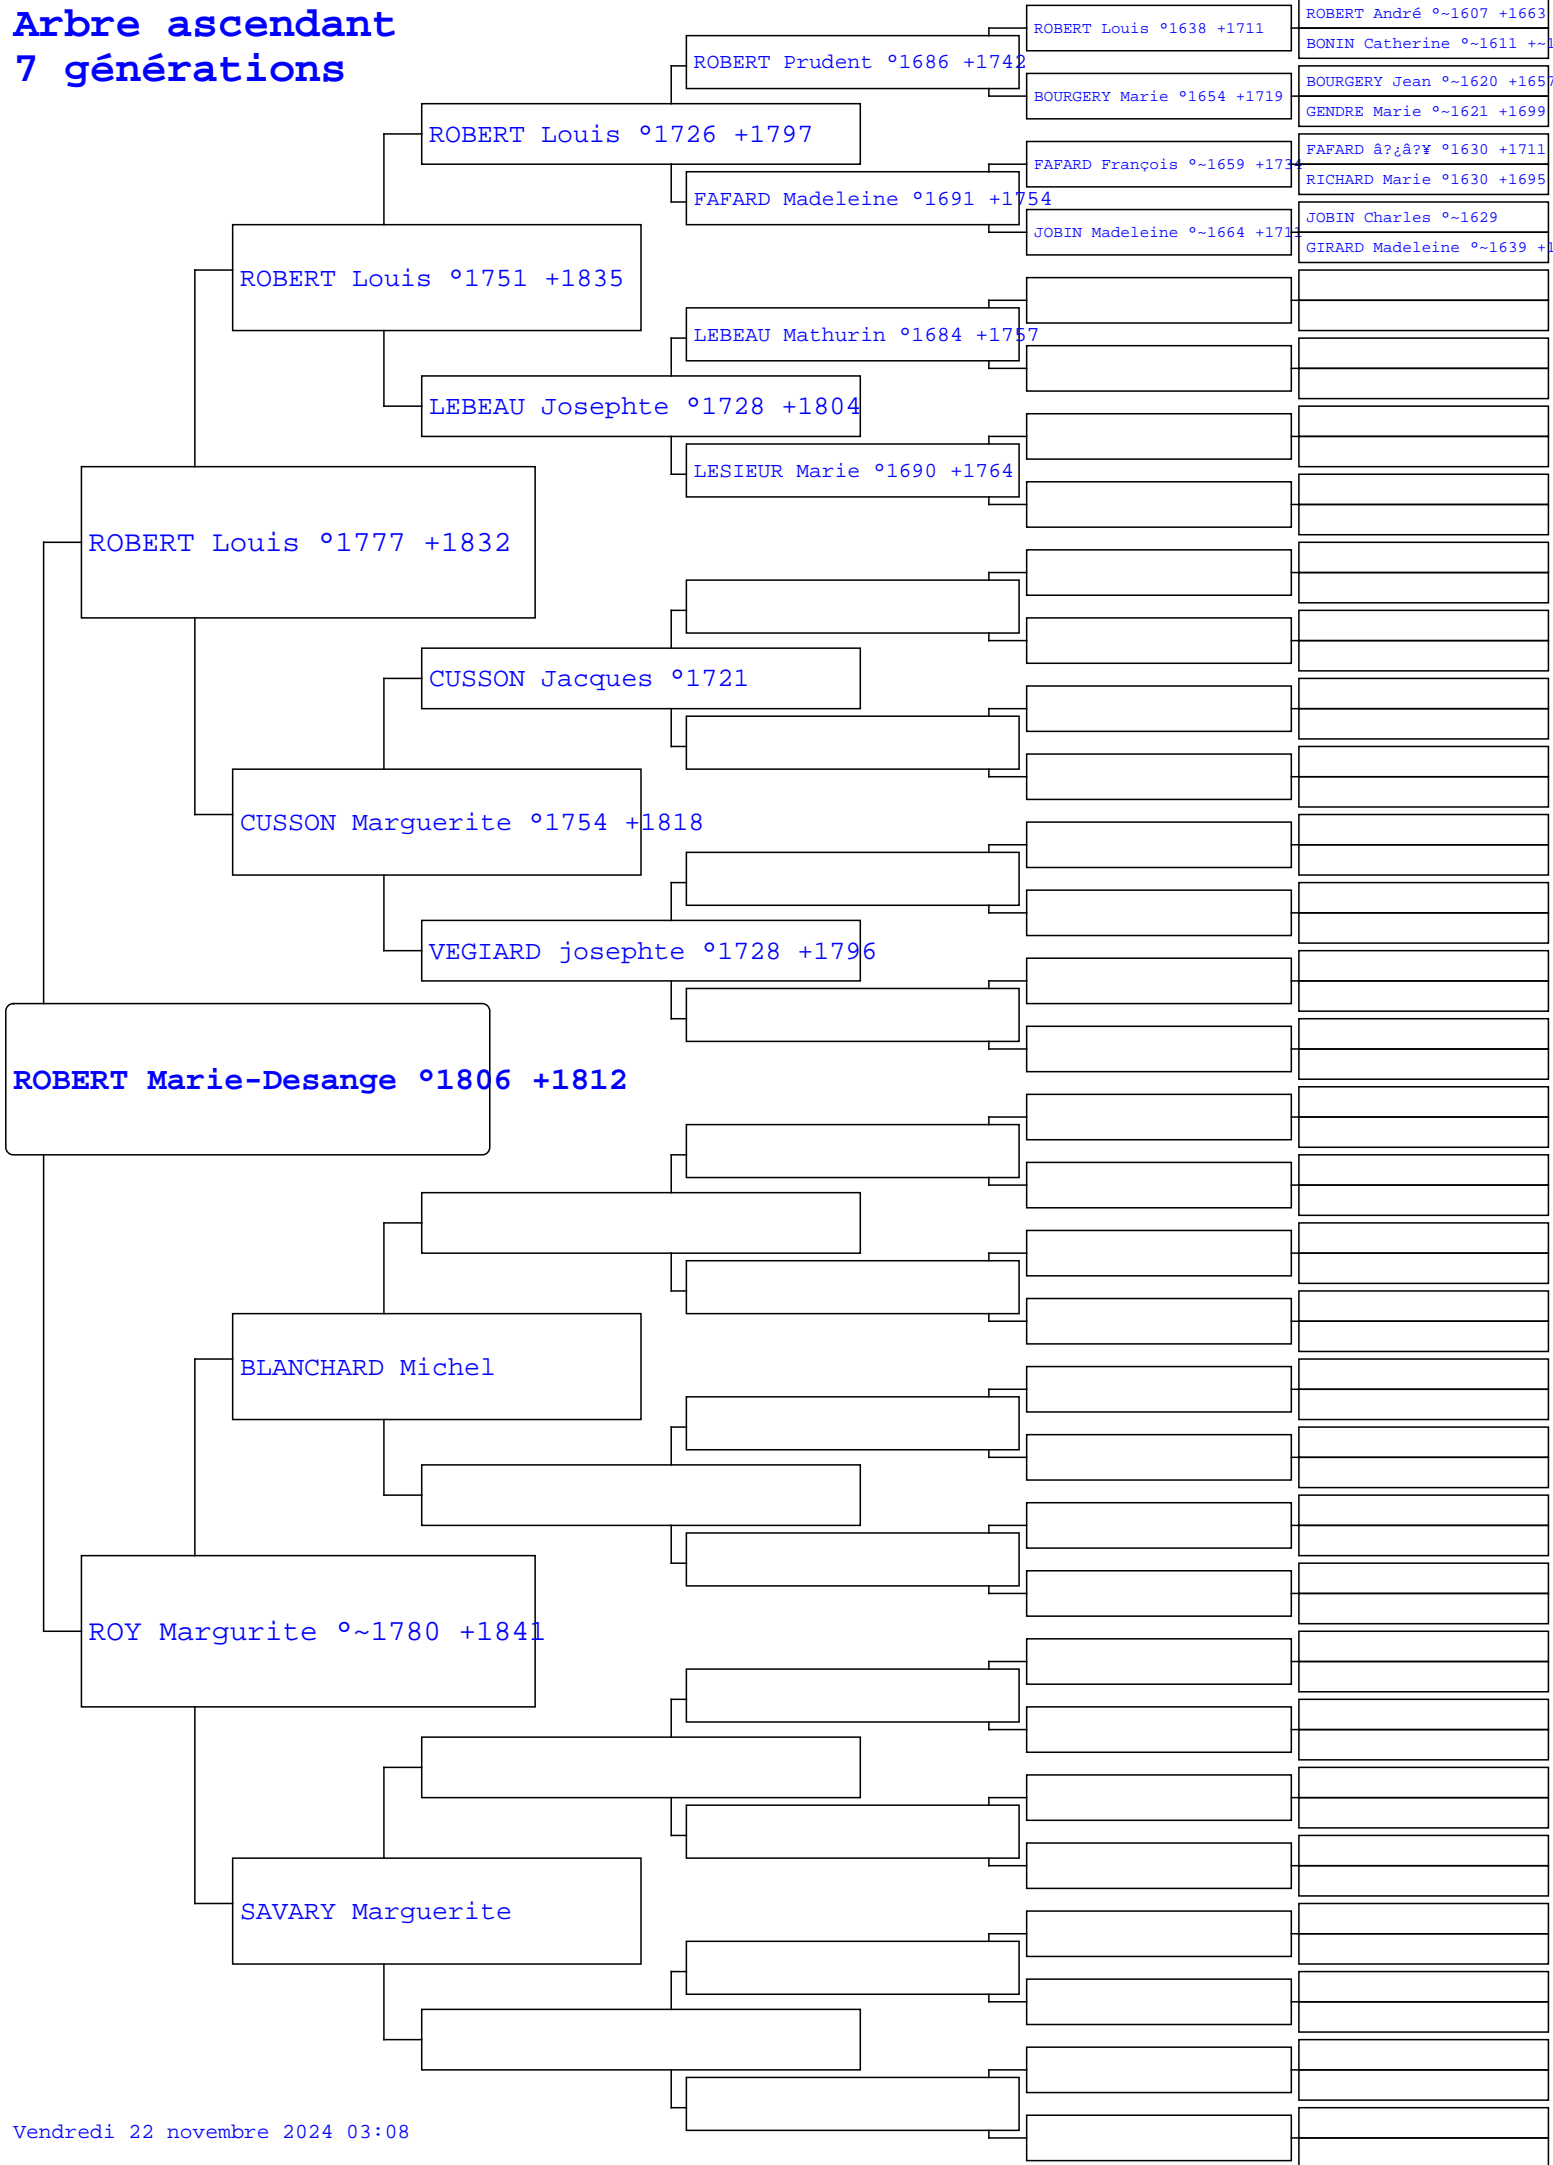 Arbre ascendant
7 générations
ROBERT André °~1607 +1663
ROBERT Louis °1638 +1711
BONIN Catherine °~1611 +~1
ROBERT Prudent °1686 +1742
BOURGERY Jean °~1620 +1657
BOURGERY Marie °1654 +1719
GENDRE Marie °~1621 +1699
ROBERT Louis °1726 +1797
FAFARD â?¿â?¥ °1630 +1711
FAFARD François °~1659 +1734
RICHARD Marie °1630 +1695
FAFARD Madeleine °1691 +1754
JOBIN Charles °~1629
JOBIN Madeleine °~1664 +1711
GIRARD Madeleine °~1639 +1
ROBERT Louis °1751 +1835
LEBEAU Mathurin °1684 +1757
LEBEAU Josephte °1728 +1804
LESIEUR Marie °1690 +1764
ROBERT Louis °1777 +1832
CUSSON Jacques °1721
CUSSON Marguerite °1754 +1818
VEGIARD josephte °1728 +1796
ROBERT Marie-Desange °1806 +1812
BLANCHARD Michel
ROY Margurite °~1780 +1841
SAVARY Marguerite
Vendredi 22 novembre 2024 03:08